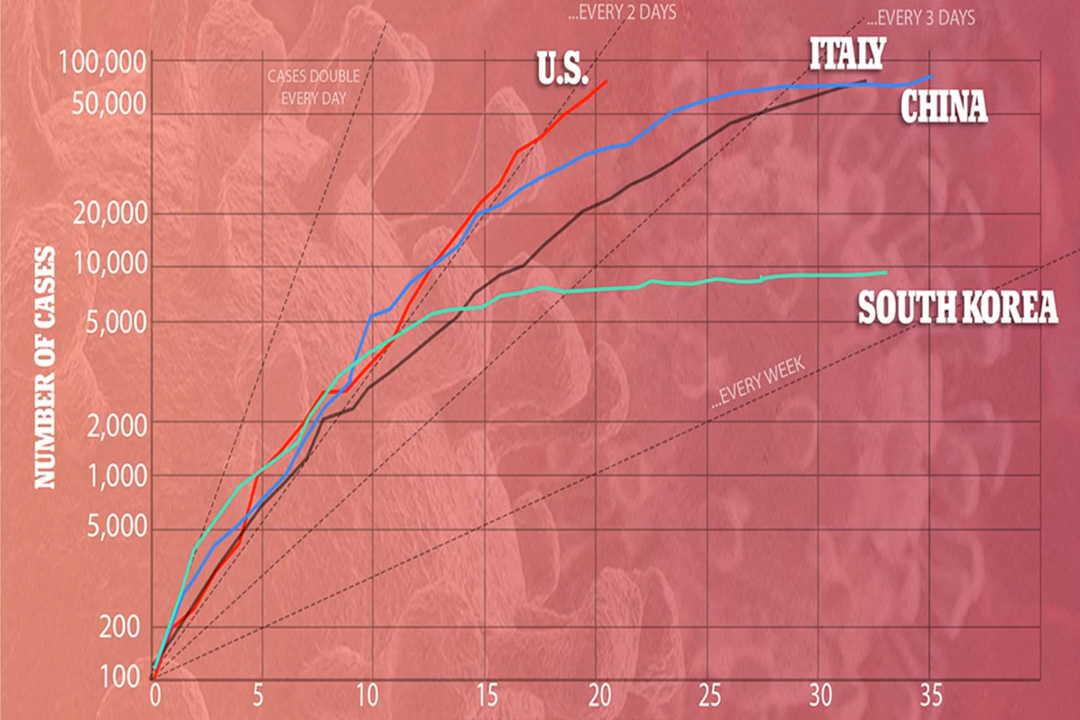 ...EVERY 2 DAYS
...EVERY 3 DAYS
U.S.
ITALY
CHINA
CASES DOUBLE
EVERY DAY
SOUTH KOREA
...EVERY WEEK
NUMBER OF CASES
100,000
50,000
20,000
10,000
5,000
2,000
1,000
5,000
200
100
0 5 10 15 20 25 30 35